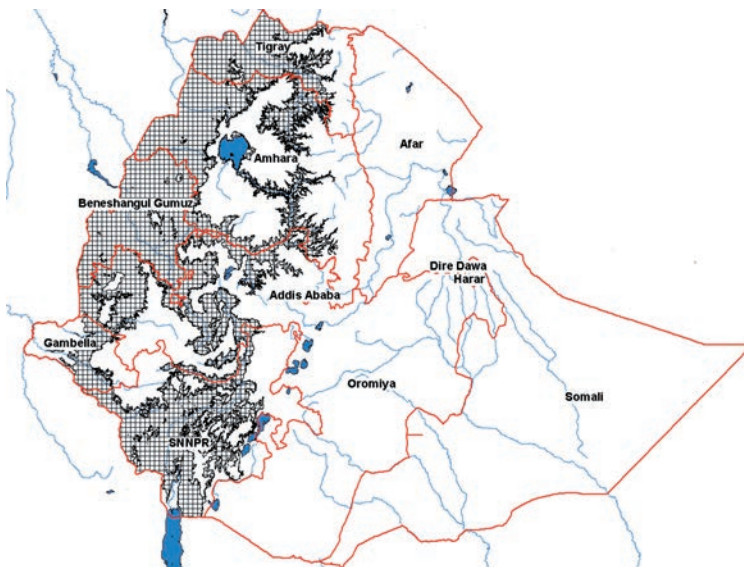 Tigray
Afar
Amhara
Beneshangul Gumuz
Dire Dawa
Harar
Addis Ababa
Gambella
Oromiya
Somali
SNNPR